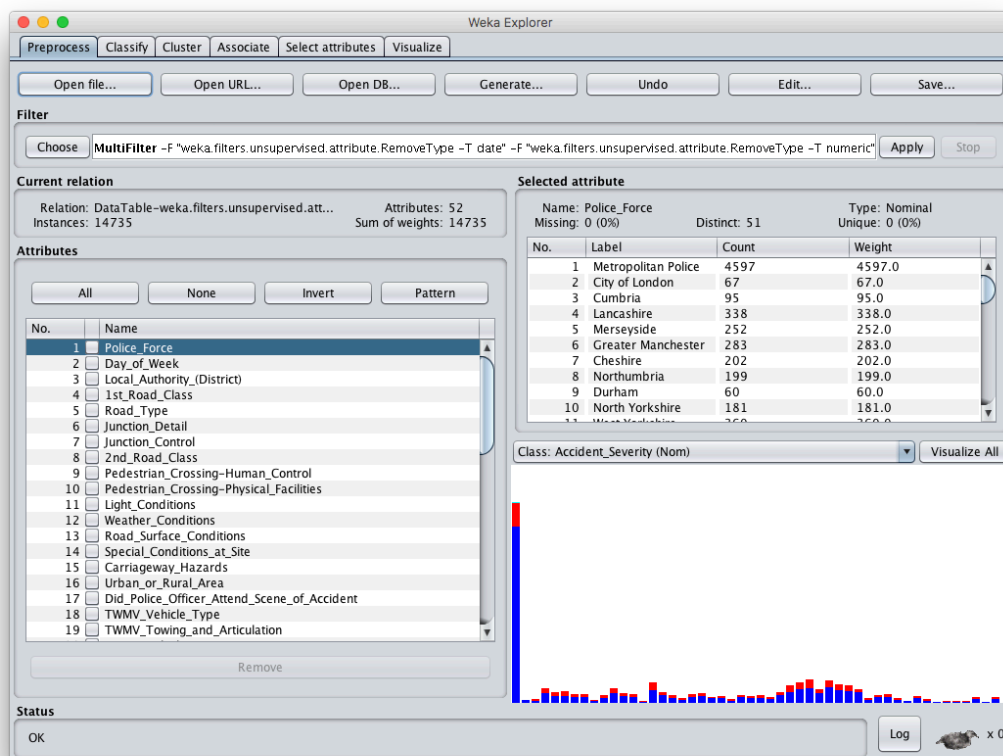 Weka Explorer
Preprocess Classify Cluster Associate Select attributes Visualize
Open file... Open URL... Open DB... Generate... Undo Edit... Save...
Filter
Choose MultiFilter -F "weka.filters.unsupervised.attribute.RemoveType -T date" -F "weka.filters.unsupervised.attribute.RemoveType -T numeric" Apply Stop
Current relation
Relation: DataTable-weka.filters.unsupervised.att... Attributes: 52
Instances: 14735 Sum of weights: 14735
Attributes
All None Invert Pattern
No. Name
1 Police_Force
2 Day_of_Week
3 Local_Authority_(District)
4 1st_Road_Class
5 Road_Type
6 Junction_Detail
7 Junction_Control
8 2nd_Road_Class
9 Pedestrian_Crossing-Human_Control
10 Pedestrian_Crossing-Physical_Facilities
11 Light_Conditions
12 Weather_Conditions
13 Road_Surface_Conditions
14 Special_Conditions_at_Site
15 Carriageway_Hazards
16 Urban_or_Rural_Area
17 Did_Police_Officer_Attend_Scene_of_Accident
18 TWMV_Vehicle_Type
19 TWMV_Towing_and_Articulation
Remove
Selected attribute
Name: Police_Force Type: Nominal
Missing: 0 (0%) Distinct: 51 Unique: 0 (0%)
No. Label Count Weight
1 Metropolitan Police 4597 4597.0
2 City of London 67 67.0
3 Cumbria 95 95.0
4 Lancashire 338 338.0
5 Merseyside 252 252.0
6 Greater Manchester 283 283.0
7 Cheshire 202 202.0
8 Northumbria 199 199.0
9 Durham 60 60.0
10 North Yorkshire 181 181.0
Class: Accident_Severity (Nom) Visualize All
Status
OK
Log x 0